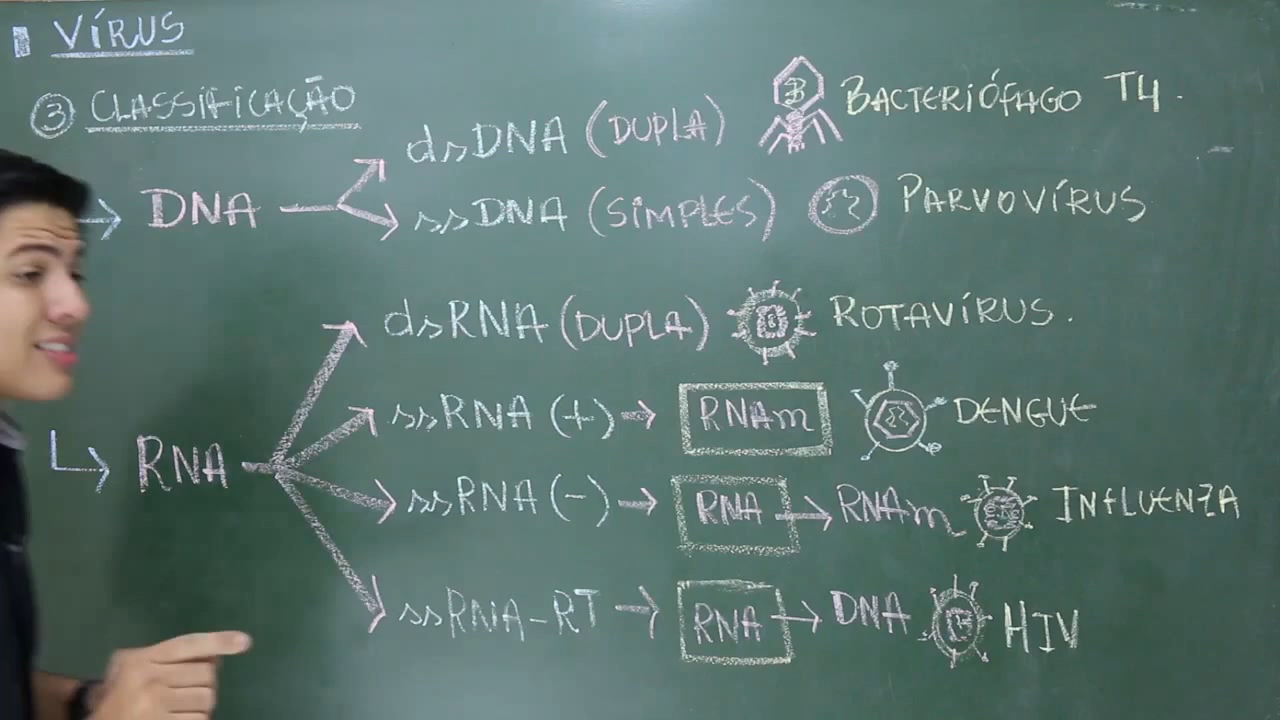 VÍRUS
3 CLASSIFICAÇÃO
DNA
dsDNA (DUPLA) B BACTERIÓFAGO T4.
ssDNA (SIMPLES) PARVOVÍRUS
RNA
dsRNA (DUPLA) ROTAVÍRUS.
ssRNA (+) → RNAm DENGUE
ssRNA (-) → RNA → RNAm INFLUENZA
ssRNA-RT → RNA → DNA HIV